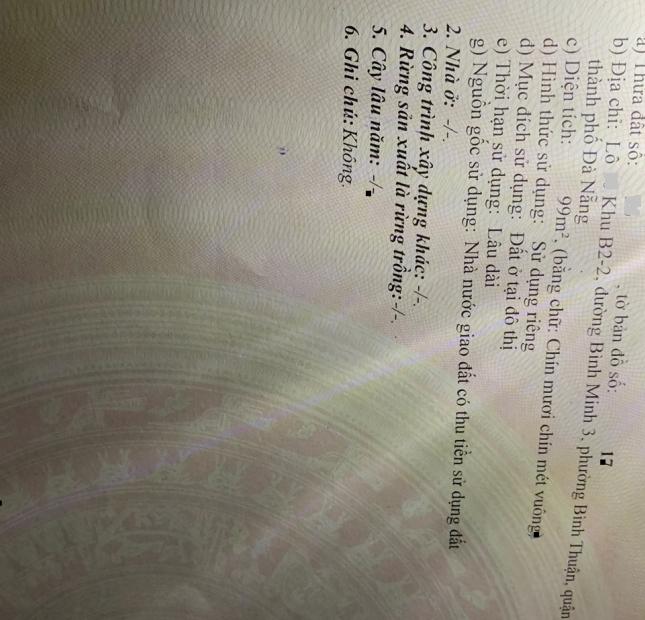 a) Thửa đất số: , tờ bản đồ số: 17
b) Địa chỉ: Lô Khu B2-2, đường Bình Minh 3, phường Bình Thuận, quận
thành phố Đà Nẵng
c) Diện tích: 99m², (bằng chữ: Chín mươi chín mét vuông)
d) Hình thức sử dụng: Sử dụng riêng
đ) Mục đích sử dụng: Đất ở tại đô thị
e) Thời hạn sử dụng: Lâu dài
g) Nguồn gốc sử dụng: Nhà nước giao đất có thu tiền sử dụng đất
2. Nhà ở: -/-.
3. Công trình xây dựng khác: -/-.
4. Rừng sản xuất là rừng trồng: -/-.
5. Cây lâu năm: -/-.
6. Ghi chú: Không.